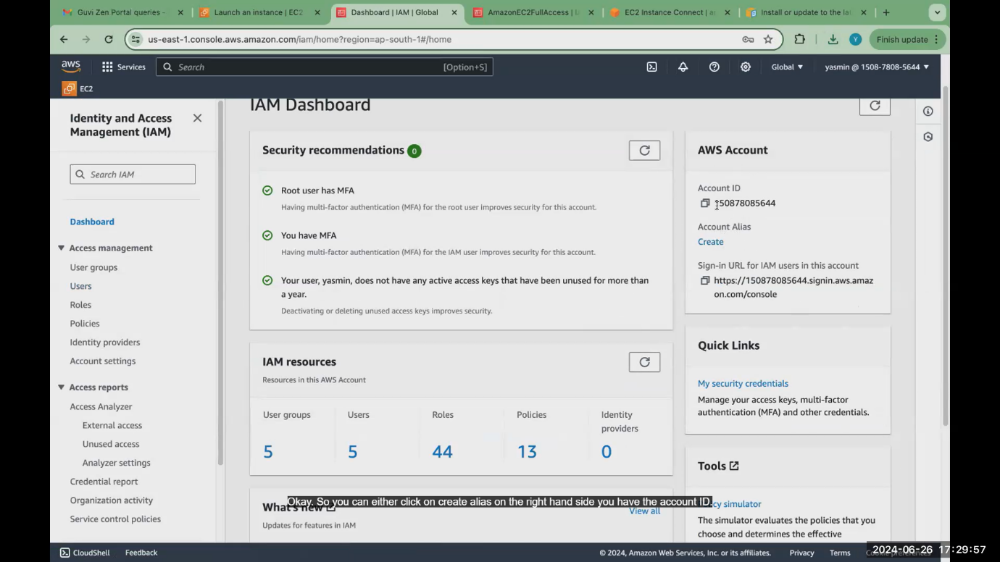 Guvi Zen Portal queries -
Launch an instance | EC2
Dashboard | IAM | Global
AmazonEC2FullAccess | IA
EC2 Instance Connect | a
Install or update to the la
us-east-1.console.aws.amazon.com/iam/home?region=ap-south-1#/home
Y
Finish update
aws
Services
Search
[Option+S]
Global
yasmin @ 1508-7808-5644
EC2
Identity and Access
Management (IAM)
Search IAM
Dashboard
Access management
User groups
Users
Roles
Policies
Identity providers
Account settings
Access reports
Access Analyzer
External access
Unused access
Analyzer settings
Credential report
Organization activity
Service control policies
IAM Dashboard
Security recommendations 0
Root user has MFA
Having multi-factor authentication (MFA) for the root user improves security for this account.
You have MFA
Having multi-factor authentication (MFA) for the IAM user improves security for this account.
Your user, yasmin, does not have any active access keys that have been unused for more than
a year.
Deactivating or deleting unused access keys improves security.
IAM resources
Resources in this AWS Account
User groups
Users
Roles
Policies
Identity
providers
5
5
44
13
0
What's new
View all
Updates for features in IAM
AWS Account
Account ID
150878085644
Account Alias
Create
Sign-in URL for IAM users in this account
https://150878085644.signin.aws.amaz
on.com/console
Quick Links
My security credentials
Manage your access keys, multi-factor
authentication (MFA) and other credentials.
Tools
simulator
The simulator evaluates the policies that you
choose and determines the effective
Okay. So you can either click on create alias on the right hand side you have the account ID.
CloudShell
Feedback
© 2024, Amazon Web Services, Inc. or its affiliates.
Privacy
Terms
2024-06-26 17:29:57